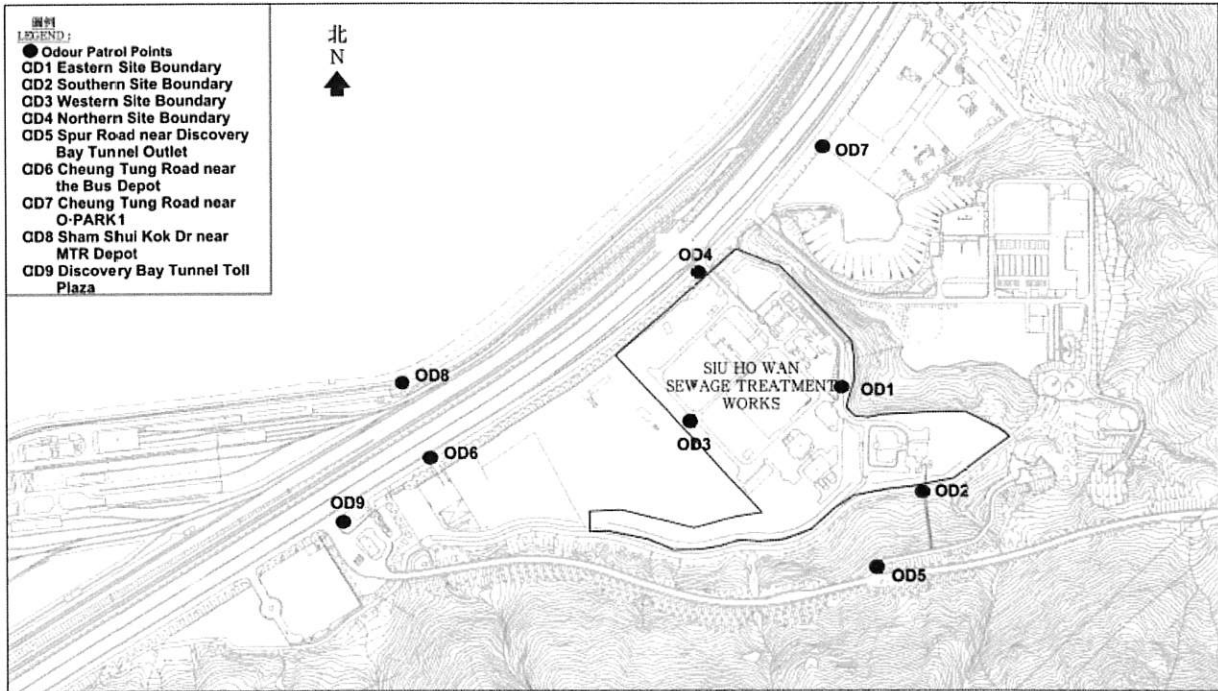 圖例
LEGEND :
Odour Patrol Points
OD1 Eastern Site Boundary
OD2 Southern Site Boundary
OD3 Western Site Boundary
OD4 Northern Site Boundary
OD5 Spur Road near Discovery
Bay Tunnel Outlet
OD6 Cheung Tung Road near
the Bus Depot
OD7 Cheung Tung Road near
O·PARK1
OD8 Sham Shui Kok Dr near
MTR Depot
OD9 Discovery Bay Tunnel Toll
Plaza
北
N
OD7
OD4
OD8
SIU HO WAN
SEWAGE TREATMENT
WORKS
OD1
OD3
OD6
OD2
OD9
OD5